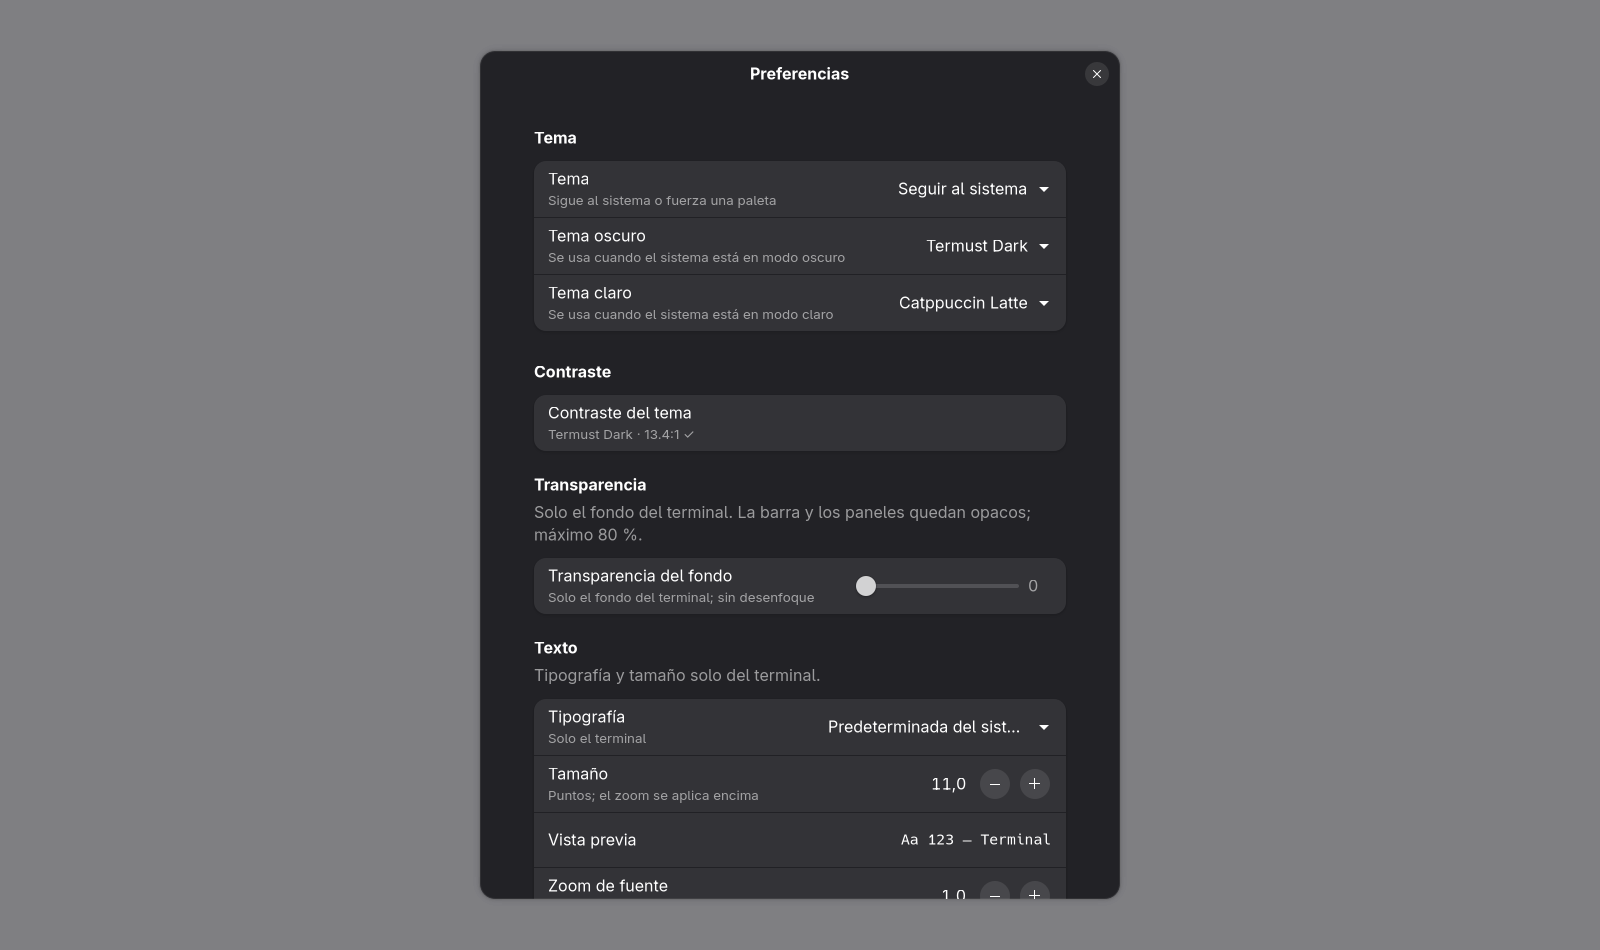 Preferencias
Tema
Tema
Sigue al sistema o fuerza una paleta
Seguir al sistema
Tema oscuro
Se usa cuando el sistema está en modo oscuro
Termust Dark
Tema claro
Se usa cuando el sistema está en modo claro
Catppuccin Latte
Contraste
Contraste del tema
Termust Dark · 13.4:1 ✓
Transparencia
Solo el fondo del terminal. La barra y los paneles quedan opacos;
máximo 80 %.
Transparencia del fondo
Solo el fondo del terminal; sin desenfoque
0
Texto
Tipografía y tamaño solo del terminal.
Tipografía
Solo el terminal
Predeterminada del sist...
Tamaño
Puntos; el zoom se aplica encima
11,0
Vista previa
Aa 123 — Terminal
Zoom de fuente
1,0